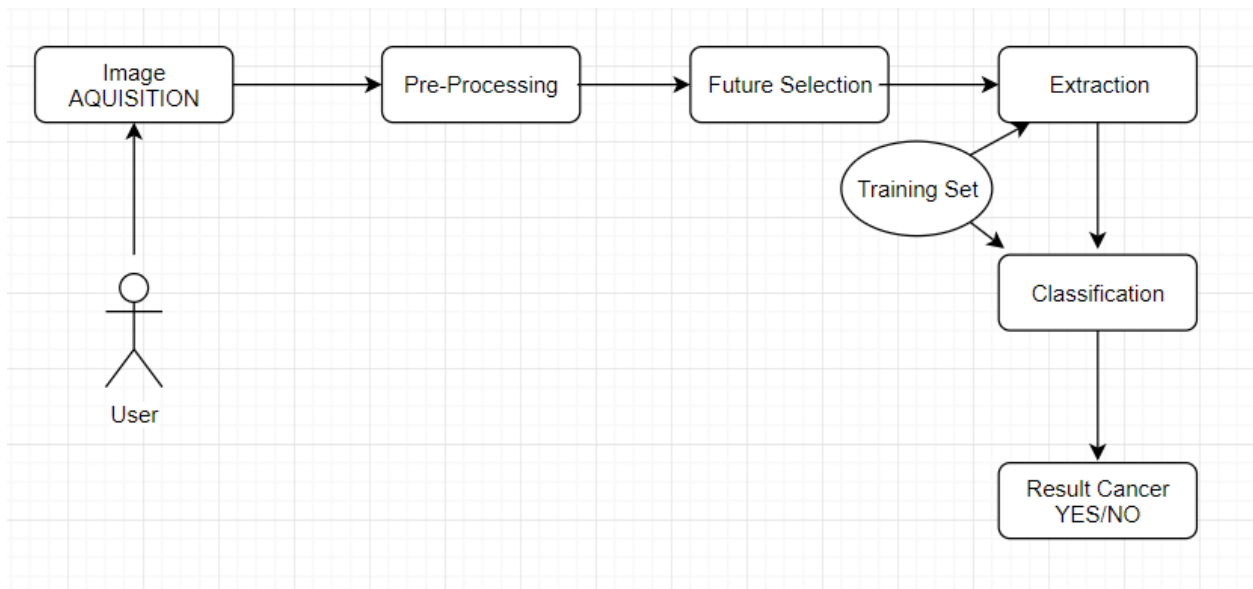 Image
AQUISITION
Pre-Processing
Future Selection
Extraction
Training Set
Classification
User
Result Cancer
YES/NO